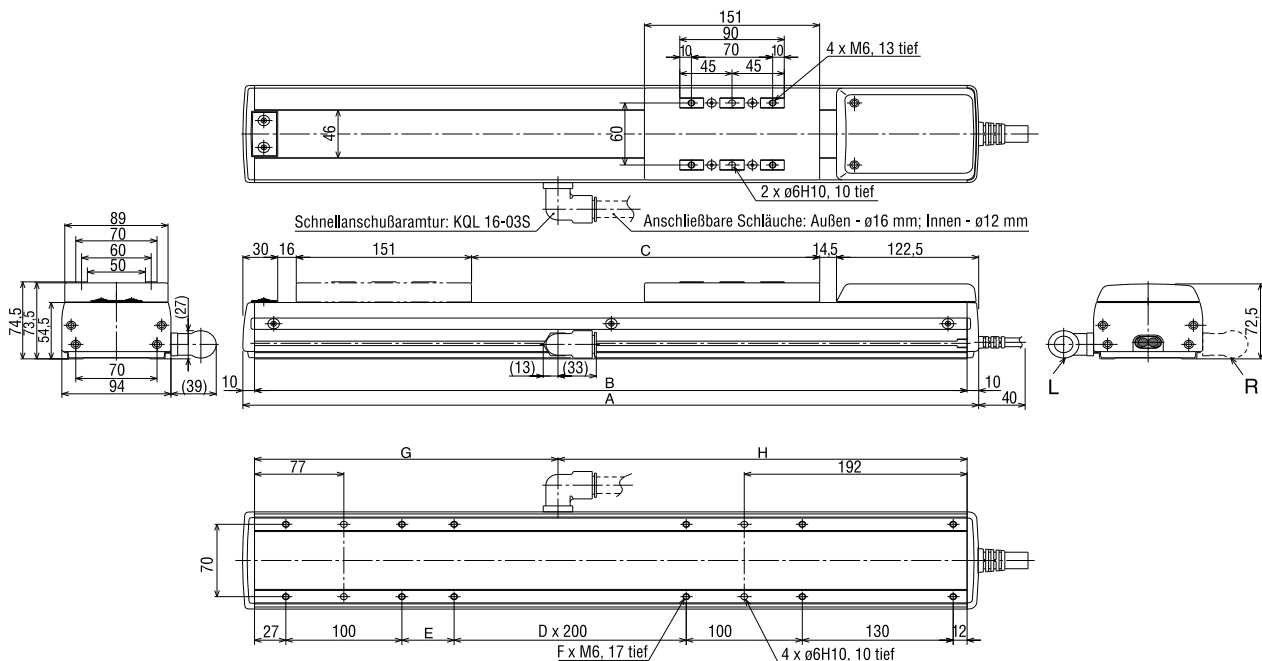 151
90
10 70 10
45 45
4 x M6, 13 tief
46
60
2 x ø6H10, 10 tief
Schnellanschußaramtur: KQL 16-03S
Anschließbare Schläuche: Außen - ø16 mm; Innen - ø12 mm
89
70
60
50
74,5
73,5
54,5
(27)
70
94
(39)
30 16 151 C 14,5 122,5
(13) (33)
10 B 10
A 40
72,5
L R
G H
77 192
70
27 100 E D x 200 100 130 12
F x M6, 17 tief
4 x ø6H10, 10 tief